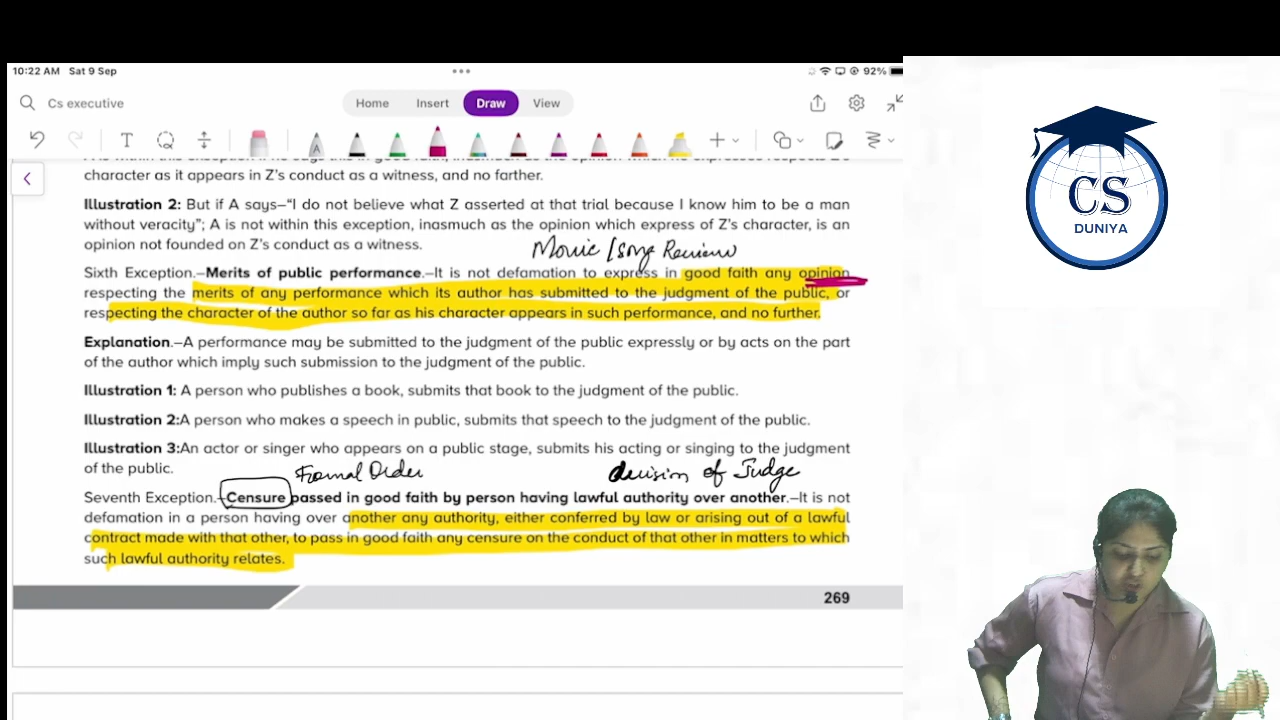 10:22 AM Sat 9 Sep
92%
Cs executive
Home Insert Draw View
T
A
character as it appears in Z's conduct as a witness, and no farther.
Illustration 2: But if A says–"I do not believe what Z asserted at that trial because I know him to be a man
without veracity"; A is not within this exception, inasmuch as the opinion which express of Z's character, is an
opinion not founded on Z's conduct as a witness.
Movie / song Review
Sixth Exception.–Merits of public performance.–It is not defamation to express in good faith any opinion
respecting the merits of any performance which its author has submitted to the judgment of the public, or
respecting the character of the author so far as his character appears in such performance, and no further.
Explanation.–A performance may be submitted to the judgment of the public expressly or by acts on the part
of the author which imply such submission to the judgment of the public.
Illustration 1: A person who publishes a book, submits that book to the judgment of the public.
Illustration 2:A person who makes a speech in public, submits that speech to the judgment of the public.
Illustration 3:An actor or singer who appears on a public stage, submits his acting or singing to the judgment
of the public.
Formal Order decision of Judge
Seventh Exception.–Censure passed in good faith by person having lawful authority over another.–It is not
defamation in a person having over another any authority, either conferred by law or arising out of a lawful
contract made with that other, to pass in good faith any censure on the conduct of that other in matters to which
such lawful authority relates.
269
CS
DUNIYA